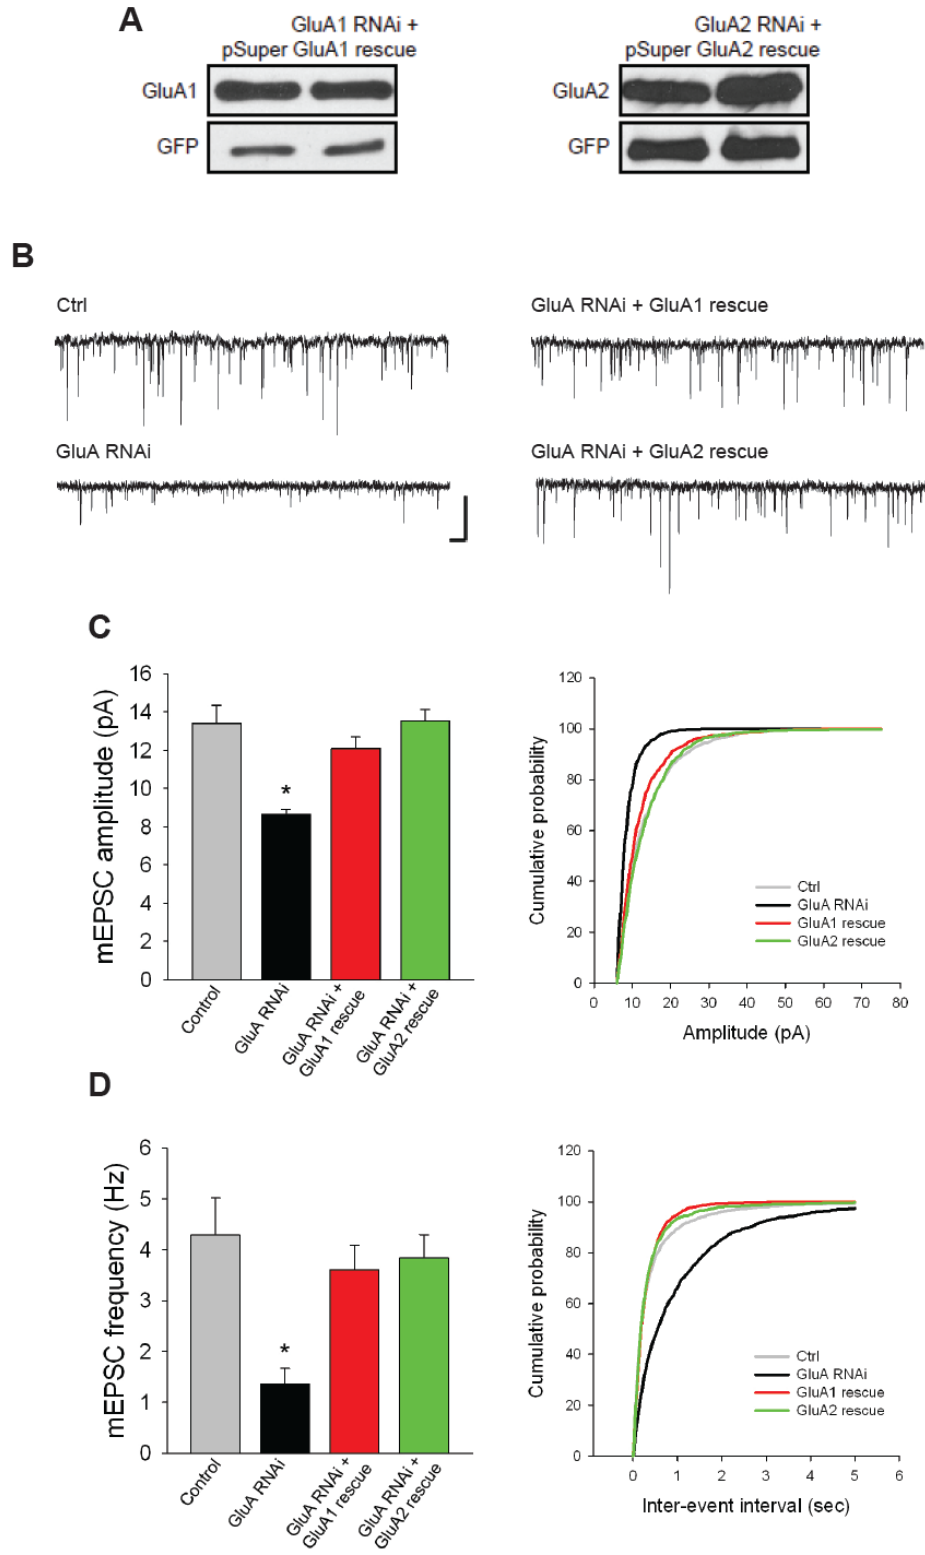 A
GluA1 RNAi +
pSuper GluA1 rescue
GluA1
GFP
GluA2 RNAi +
pSuper GluA2 rescue
GluA2
GFP
B
Ctrl
GluA RNAi + GluA1 rescue
GluA RNAi
GluA RNAi + GluA2 rescue
C
mEPSC amplitude (pA)
16
14
12
10
8
6
4
2
0
*
Control
GluA RNAi
GluA RNAi +
GluA1 rescue
GluA RNAi +
GluA2 rescue
Cumulative probability
120
100
80
60
40
20
0
Ctrl
GluA RNAi
GluA1 rescue
GluA2 rescue
0 10 20 30 40 50 60 70 80
Amplitude (pA)
D
mEPSC frequency (Hz)
6
5
4
3
2
1
0
*
Control
GluA RNAi
GluA RNAi +
GluA1 rescue
GluA RNAi +
GluA2 rescue
Cumulative probability
120
100
80
60
40
20
0
Ctrl
GluA RNAi
GluA1 rescue
GluA2 rescue
0 1 2 3 4 5 6
Inter-event interval (sec)